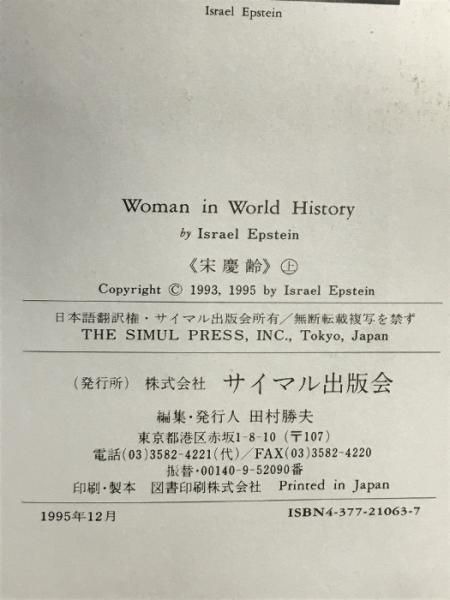 Israel Epstein
Woman in World History
by Israel Epstein
《宋慶齢》㊤
Copyright © 1993, 1995 by Israel Epstein
日本語翻訳権・サイマル出版会所有/無断転載複写を禁ず
THE SIMUL PRESS, INC., Tokyo, Japan
(発行所) 株式会社 サイマル出版会
編集・発行人 田村勝夫
東京都港区赤坂1-8-10 (〒107)
電話(03)3582-4221(代)/FAX(03)3582-4220
振替・00140-9-52090番
印刷・製本 図書印刷株式会社 Printed in Japan
1995年12月 ISBN4-377-21063-7